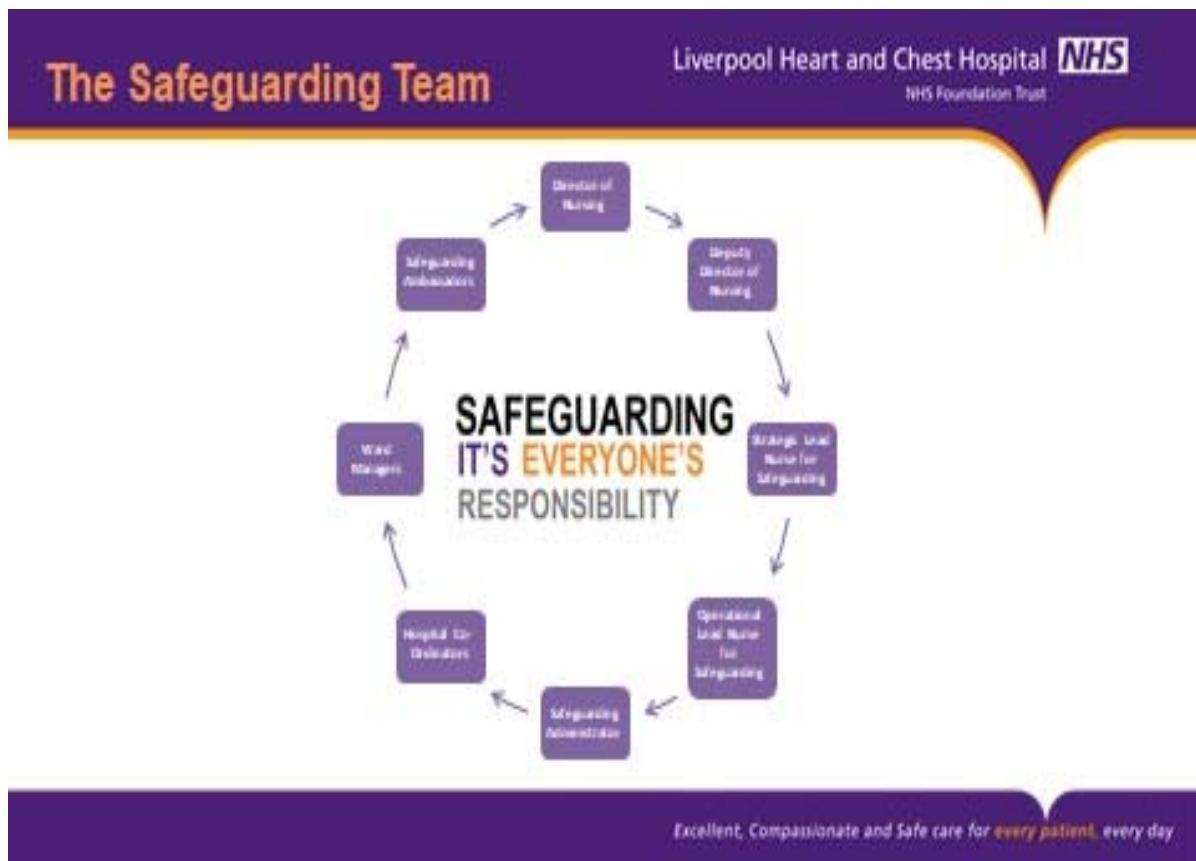 The Safeguarding Team
Liverpool Heart and Chest Hospital NHS
NHS Foundation Trust
Director of
Nursing
Deputy
Director of
Nursing
Strategic Lead
Nurse for
Safeguarding
Operational
Lead Nurse
for
Safeguarding
Safeguarding
Administrator
Hospital Co-
Ordinators
Ward
Managers
Safeguarding
Ambassadors
SAFEGUARDING
IT'S EVERYONE'S
RESPONSIBILITY
Excellent, Compassionate and Safe care for every patient, every day